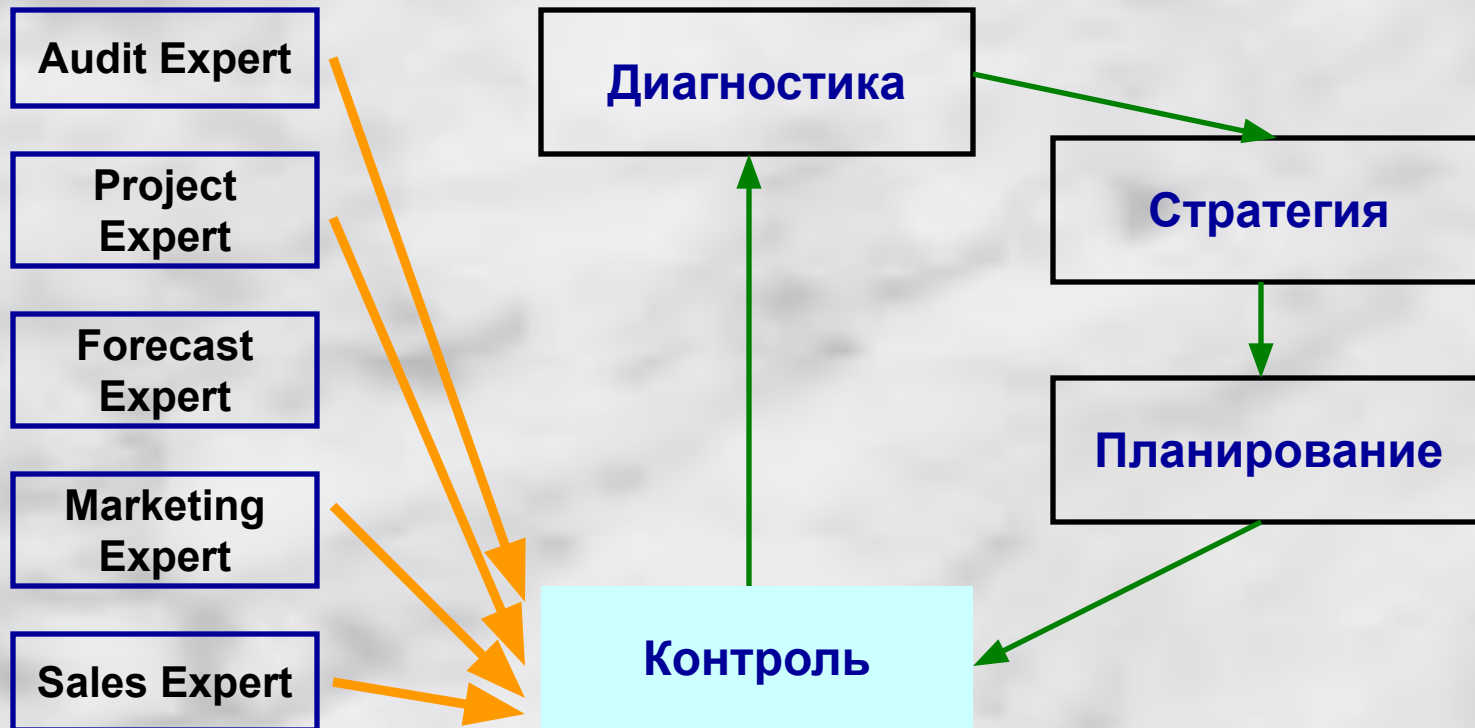 Audit Expert
Project
Expert
Forecast
Expert
Marketing
Expert
Sales Expert
Диагностика
Стратегия
Планирование
Контроль